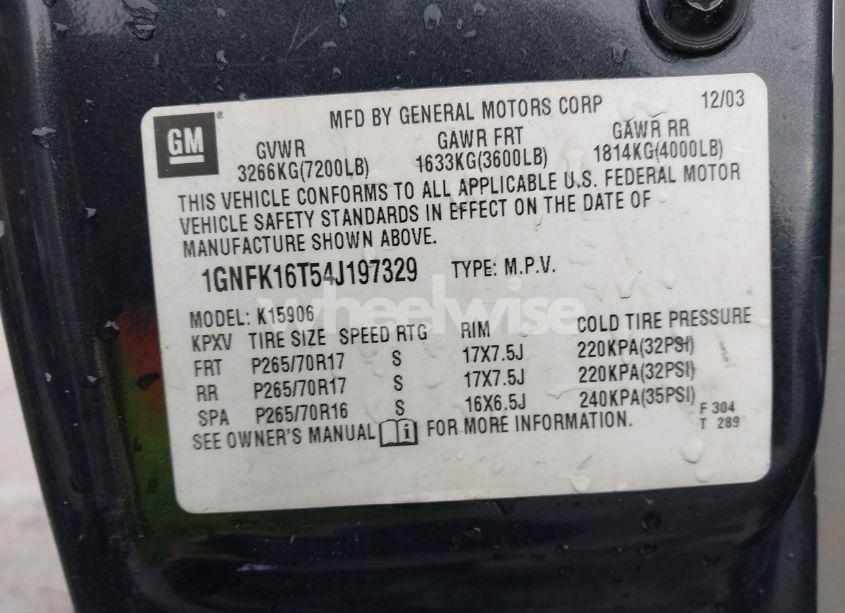 MFD BY GENERAL MOTORS CORP 12/03
GM
GVWR GAWR FRT GAWR RR
3266KG(7200LB) 1633KG(3600LB) 1814KG(4000LB)
THIS VEHICLE CONFORMS TO ALL APPLICABLE U.S. FEDERAL MOTOR
VEHICLE SAFETY STANDARDS IN EFFECT ON THE DATE OF
MANUFACTURE SHOWN ABOVE.
1GNFK16T54J197329 TYPE: M.P.V.
wheelwise
MODEL: K15906
KPXV TIRE SIZE SPEED RTG RIM COLD TIRE PRESSURE
FRT P265/70R17 S 17X7.5J 220KPA(32PSI)
RR P265/70R17 S 17X7.5J 220KPA(32PSI)
SPA P265/70R16 S 16X6.5J 240KPA(35PSI)
SEE OWNER'S MANUAL i FOR MORE INFORMATION.
F 304
T 289